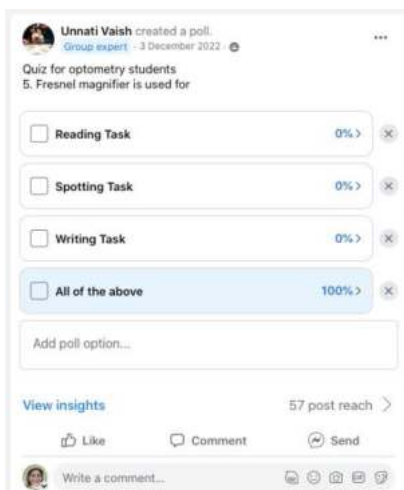 Unnati Vaish created a poll.
Group expert · 3 December 2022 ·
Quiz for optometry students
5. Fresnel magnifier is used for
Reading Task 0% >
Spotting Task 0% >
Writing Task 0% >
All of the above 100% >
Add poll option...
View insights 57 post reach >
Like Comment Send
Write a comment...
GIF